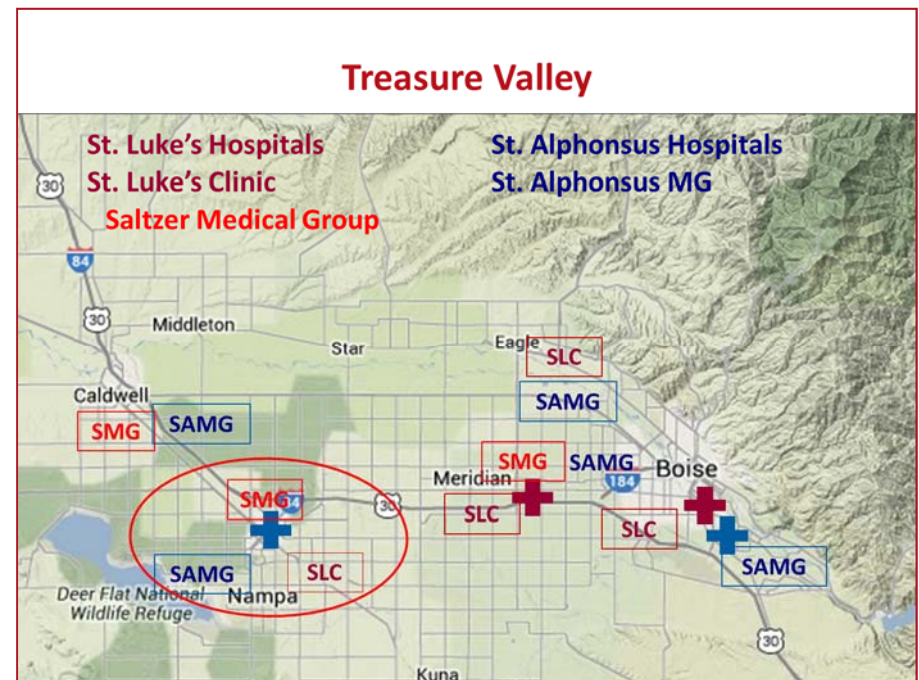 Treasure Valley
St. Luke's Hospitals
St. Alphonsus Hospitals
St. Luke's Clinic
St. Alphonsus MG
Saltzer Medical Group
30
30
84
30
Middleton
Star
Eagle
SLC
Caldwell
SAMG
SMG
SAMG
SMG
SAMG
Boise
Meridian
184
SMG
84
30
SLC
SLC
SAMG
SLC
SAMG
Deer Flat National
Wildlife Refuge
Nampa
30
Kuna